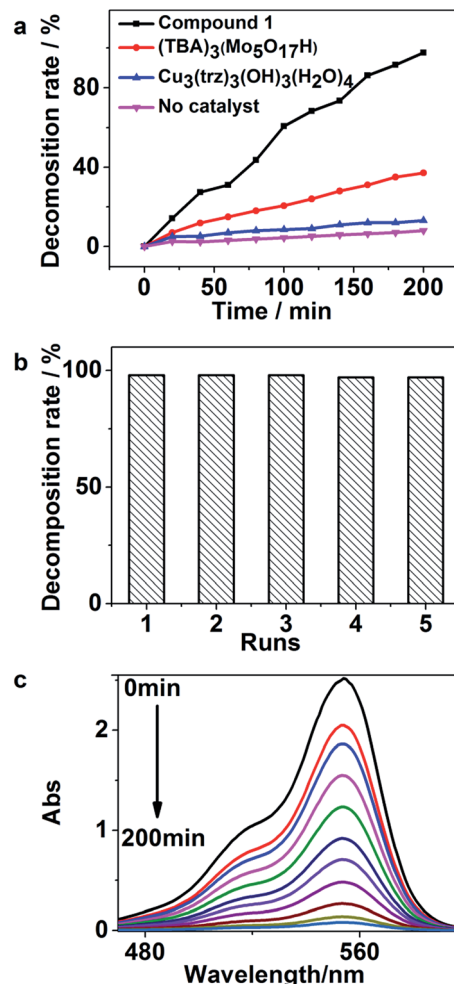 a
Compound 1
(TBA)3(Mo5O17H)
Cu3(trz)3(OH)3(H2O)4
No catalyst
Decomosition rate / %
80
40
0
0 50 100 150 200
Time / min
b
Decomposition rate / %
100
50
0
1 2 3 4 5
Runs
c
0min
200min
Abs
2
1
0
480 560
Wavelength/nm